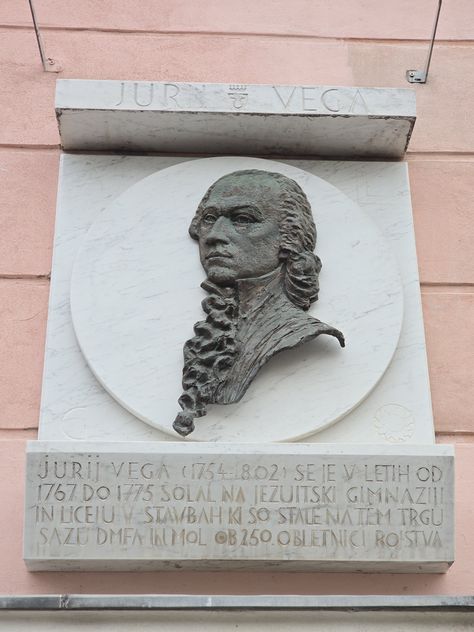 JURIJ VEGA
JURIJ VEGA (1754-1802) SE JE V LETIH OD
1767 DO 1775 ŠOLAL NA JEZUITSKI GIMNAZIJI
IN LICEJU V STAVBAH KI SO STALE NA TEM TRGU
SAZU DMFA IN MOL OB 250. OBLETNICI ROJSTVA